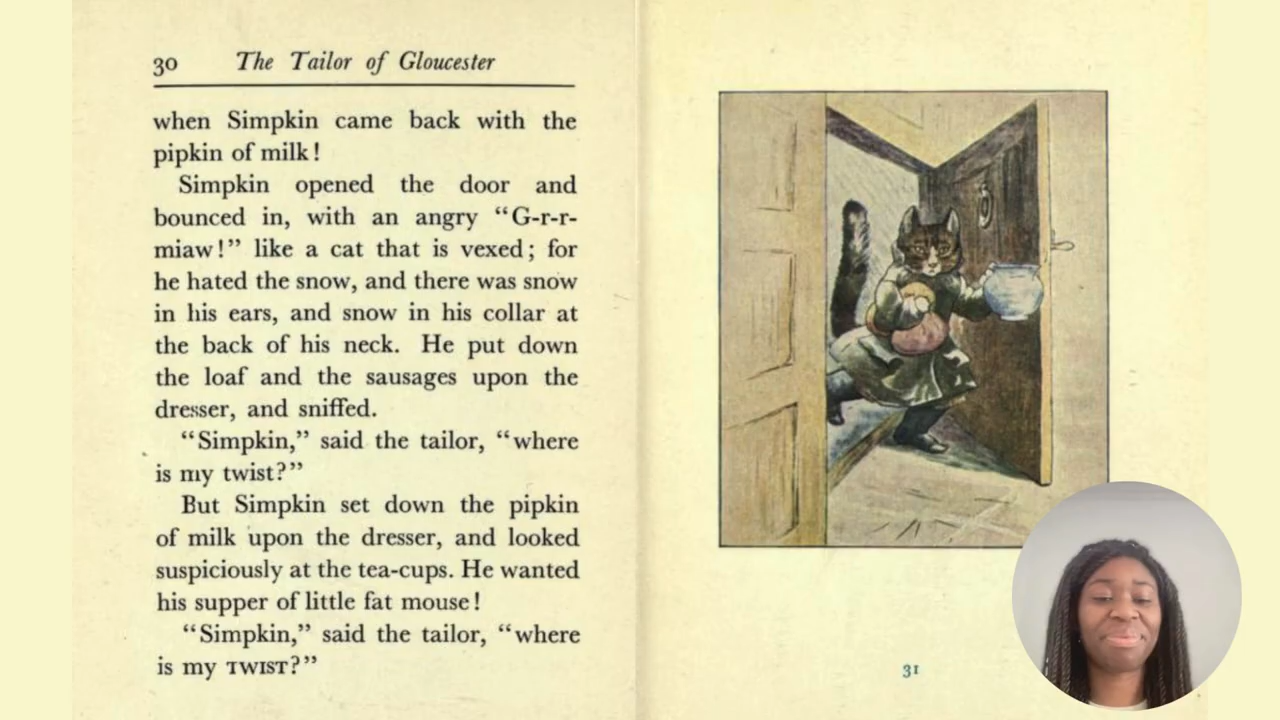 30 The Tailor of Gloucester
when Simpkin came back with the
pipkin of milk!
Simpkin opened the door and
bounced in, with an angry “G-r-r-
miaw!” like a cat that is vexed; for
he hated the snow, and there was snow
in his ears, and snow in his collar at
the back of his neck. He put down
the loaf and the sausages upon the
dresser, and sniffed.
“Simpkin,” said the tailor, “where
is my twist?”
But Simpkin set down the pipkin
of milk upon the dresser, and looked
suspiciously at the tea-cups. He wanted
his supper of little fat mouse!
“Simpkin,” said the tailor, “where
is my TWIST?”
31